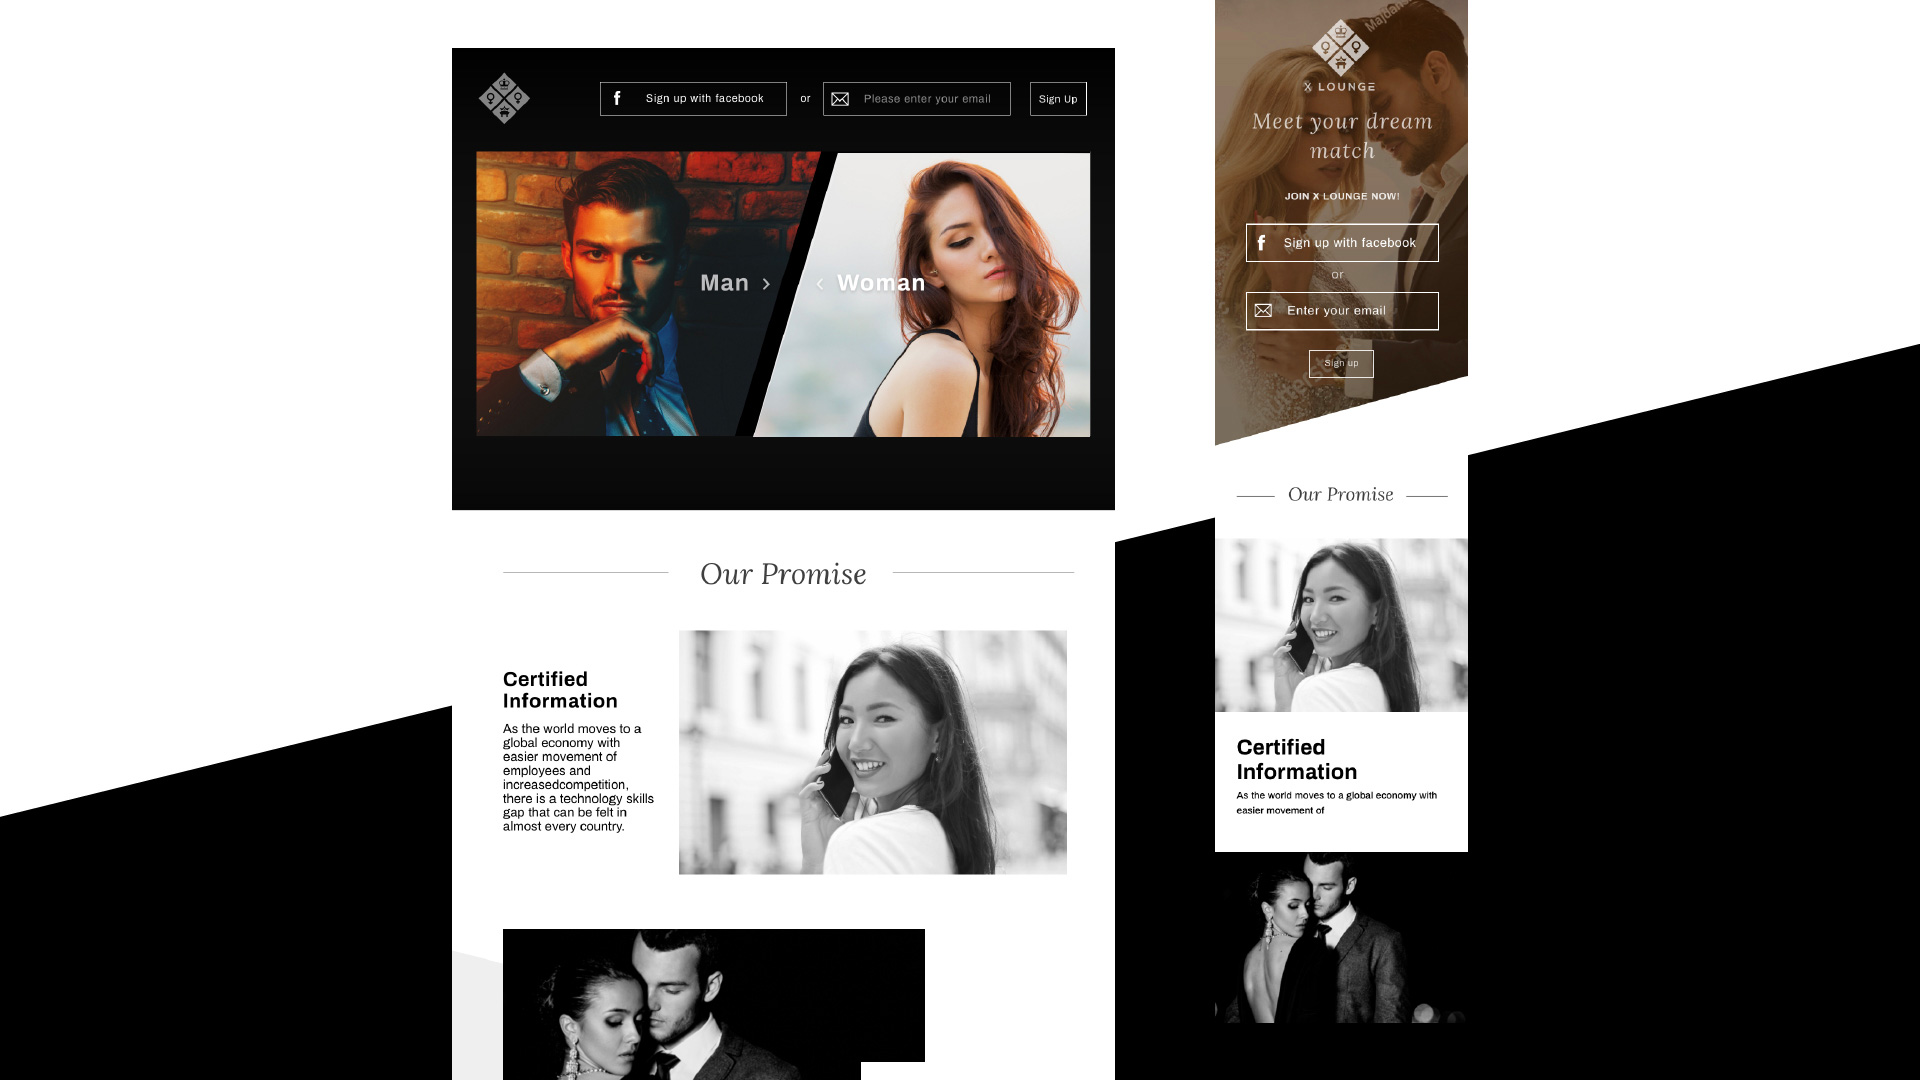 Sign up with facebook
or
Please enter your email
Sign Up
Man
Woman
Our Promise
Certified
Information
As the world moves to a
global economy with
easier movement of
employees and
increasedcompetition,
there is a technology skills
gap that can be felt in
almost every country.
X LOUNGE
Meet your dream
match
JOIN X LOUNGE NOW!
Sign up with facebook
or
Enter your email
Sign up
Our Promise
Certified
Information
As the world moves to a global economy with
easier movement of